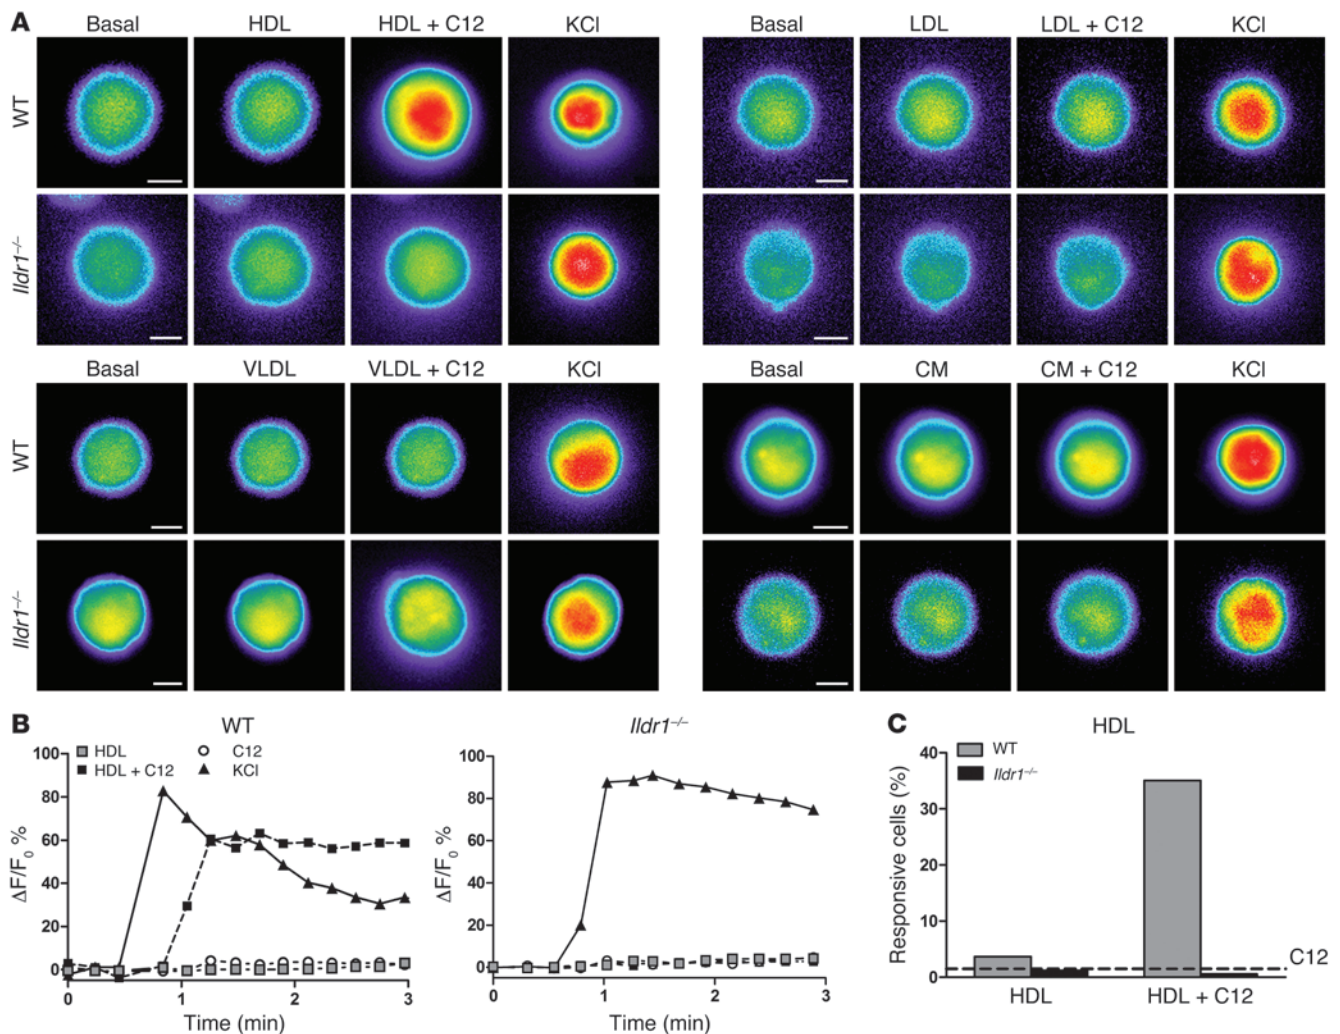 A
Basal HDL HDL + C12 KCl
WT
Ildr1–/–
Basal LDL LDL + C12 KCl
Basal VLDL VLDL + C12 KCl
WT
Ildr1–/–
Basal CM CM + C12 KCl
B
WT
HDL C12
HDL + C12 KCl
ΔF/F0 %
100
80
60
40
20
0
0 1 2 3
Time (min)
Ildr1–/–
ΔF/F0 %
100
80
60
40
20
0
0 1 2 3
Time (min)
C
HDL
WT
Ildr1–/–
Responsive cells (%)
40
30
20
10
0
C12
HDL HDL + C12